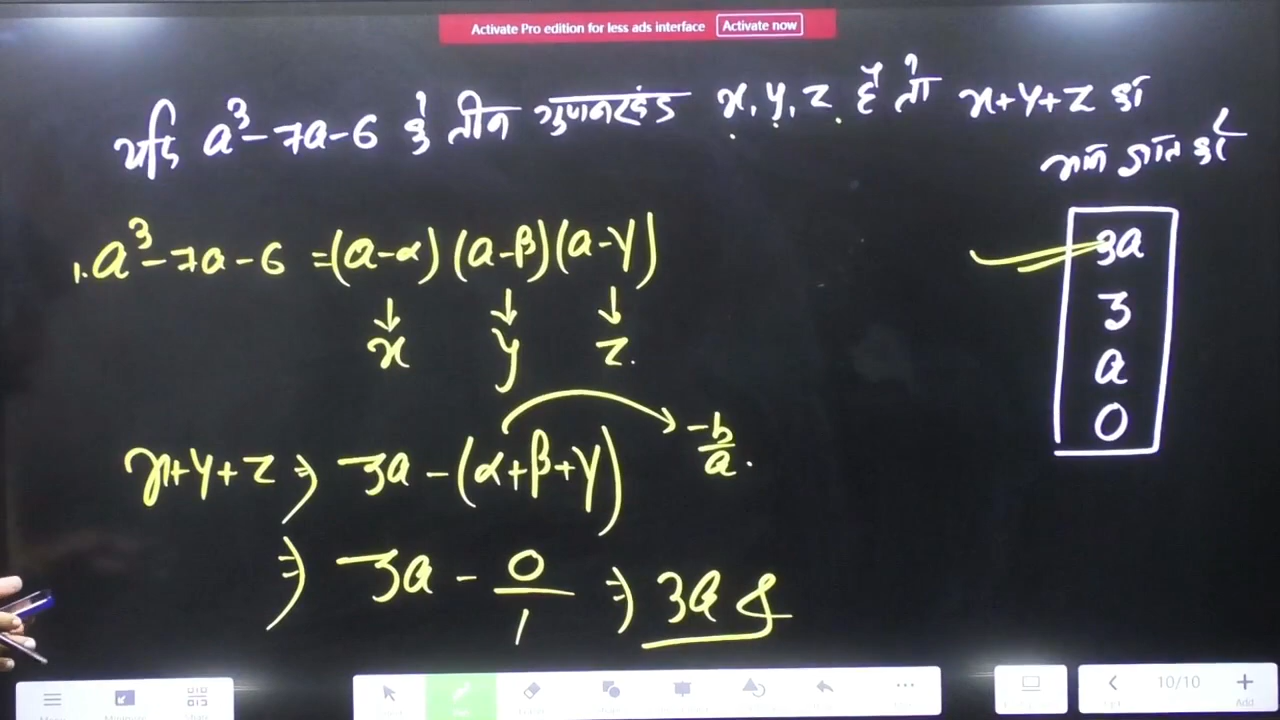 Activate Pro edition for less ads interface Activate now
यदि a³-7a-6 के तीन गुणनखंड x, y, z है तो x+y+z का
मान ज्ञात करें
1.a³-7a-6 =(a-α)(a-β)(a-γ)
x y z.
x+y+z ⇒ 3a-(α+β+γ) -b/a.
⇒ 3a - 0/1 ⇒ 3a
3a
3
a
0
10/10
Add